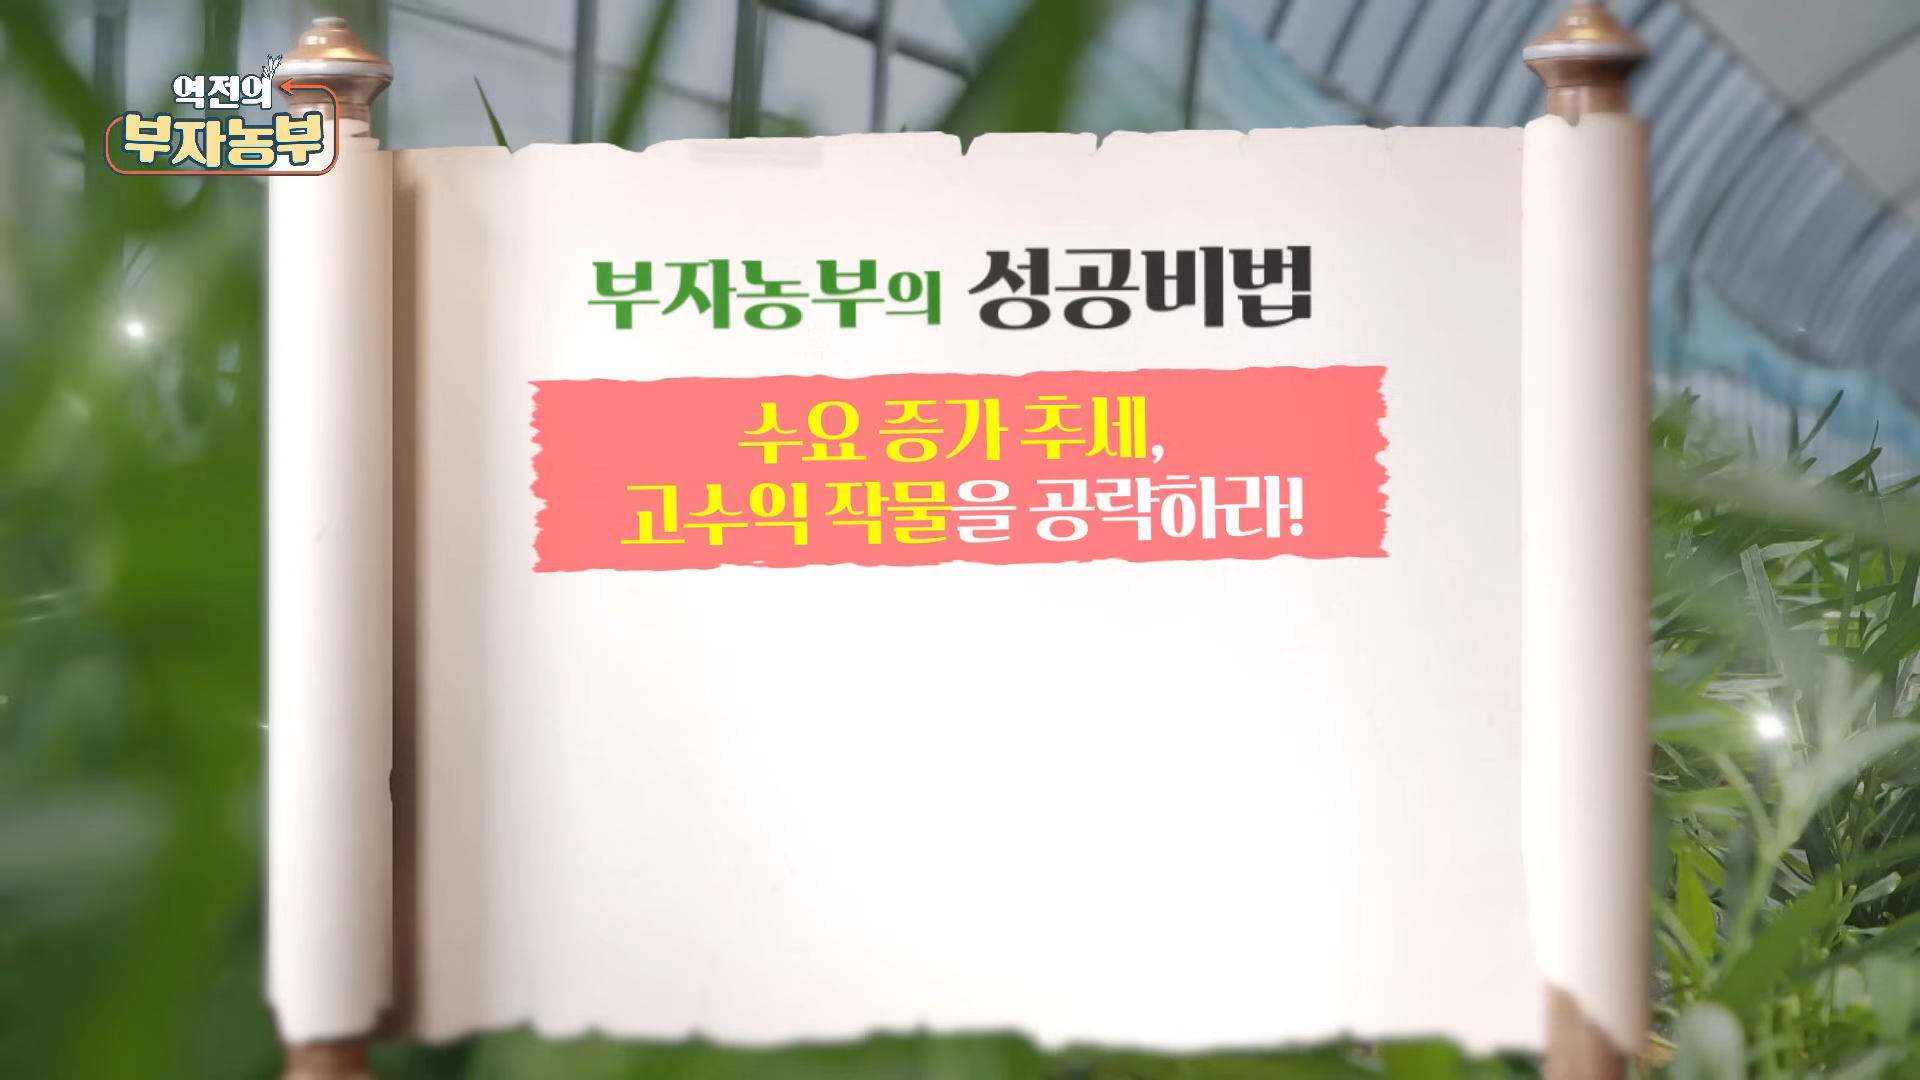 역전의
부자농부
부자농부의 성공비법
수요 증가 추세,
고수익 작물을 공략하라!